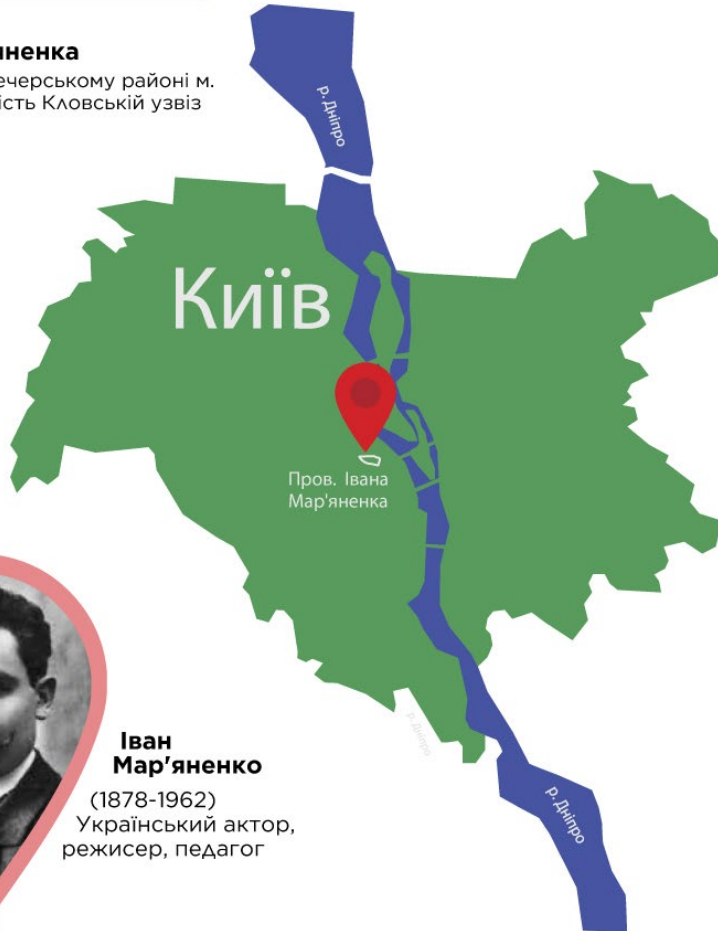 яненка
ечерському районі м.
ість Кловській узвіз
р. Дніпро
Київ
Пров. Івана
Мар'яненка
р. Дніпро
Іван
Мар'яненко
(1878-1962)
Український актор,
режисер, педагог
р. Дніпро